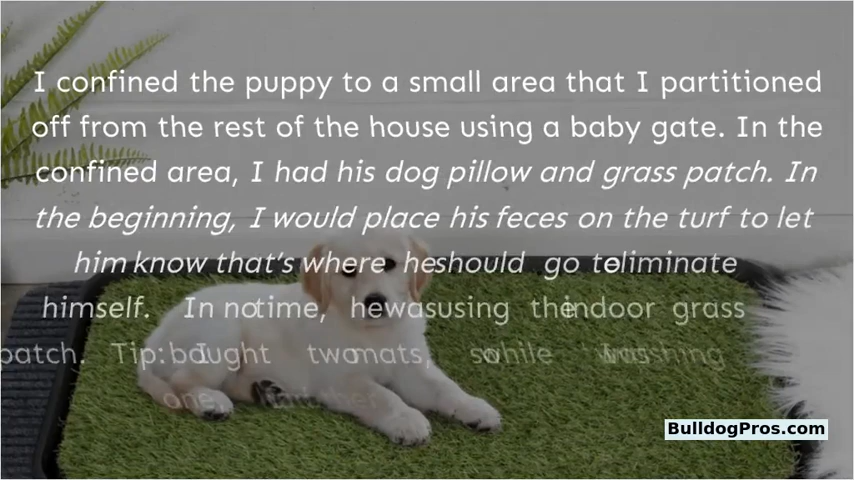 I confined the puppy to a small area that I partitioned
off from the rest of the house using a baby gate. In the
confined area, I had his dog pillow and grass patch. In
the beginning, I would place his feces on the turf to let
him know that’s where he should go to eliminate
himself. In no time, he was using the indoor grass
patch. Tip: I bought two mats, so while I was washing
one,
BulldogPros.com